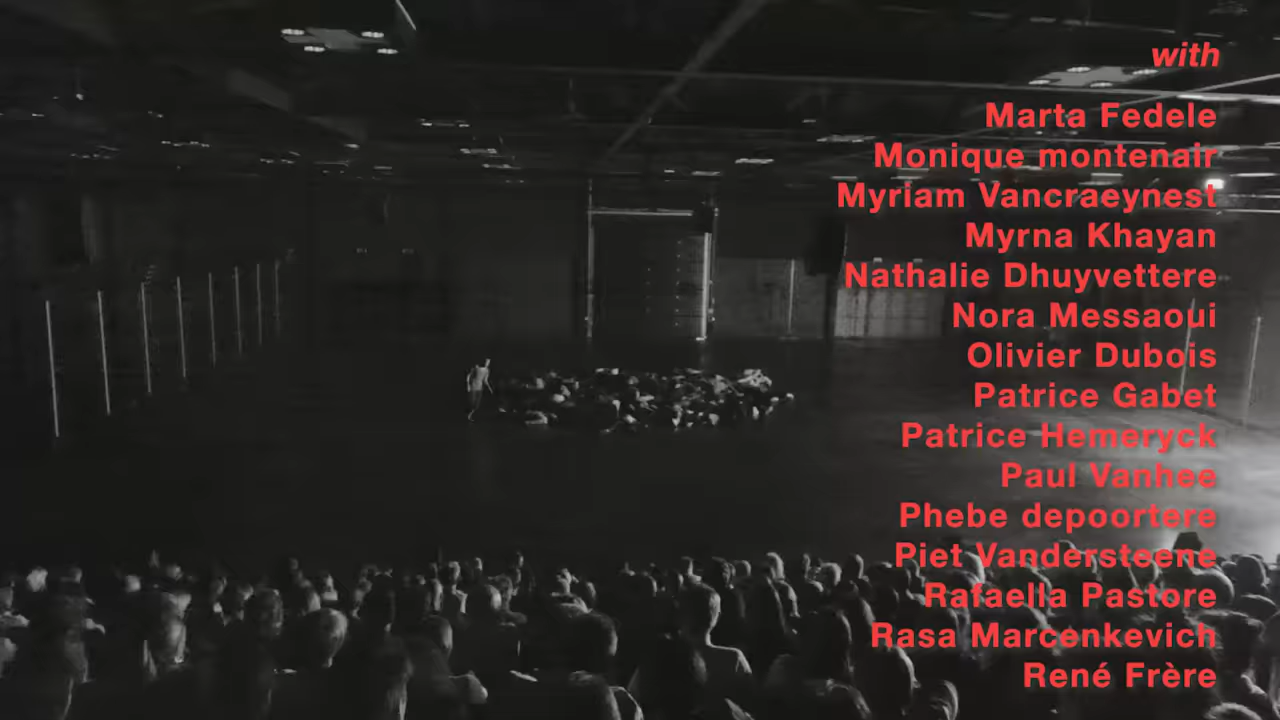 with
Marta Fedele
Monique montenair
Myriam Vancraeynest
Myrna Khayan
Nathalie Dhuyvettere
Nora Messaoui
Olivier Dubois
Patrice Gabet
Patrice Hemeryck
Paul Vanhee
Phebe depoortere
Piet Vandersteene
Rafaella Pastore
Rasa Marcenkevich
René Frère